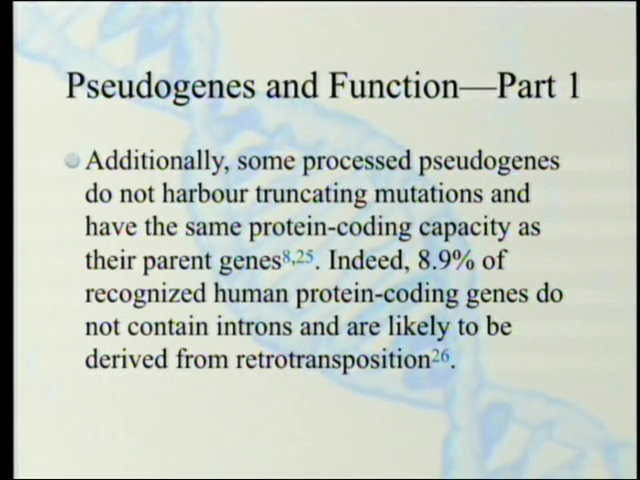 Pseudogenes and Function—Part 1
Additionally, some processed pseudogenes
do not harbour truncating mutations and
have the same protein-coding capacity as
their parent genes8,25. Indeed, 8.9% of
recognized human protein-coding genes do
not contain introns and are likely to be
derived from retrotransposition26.